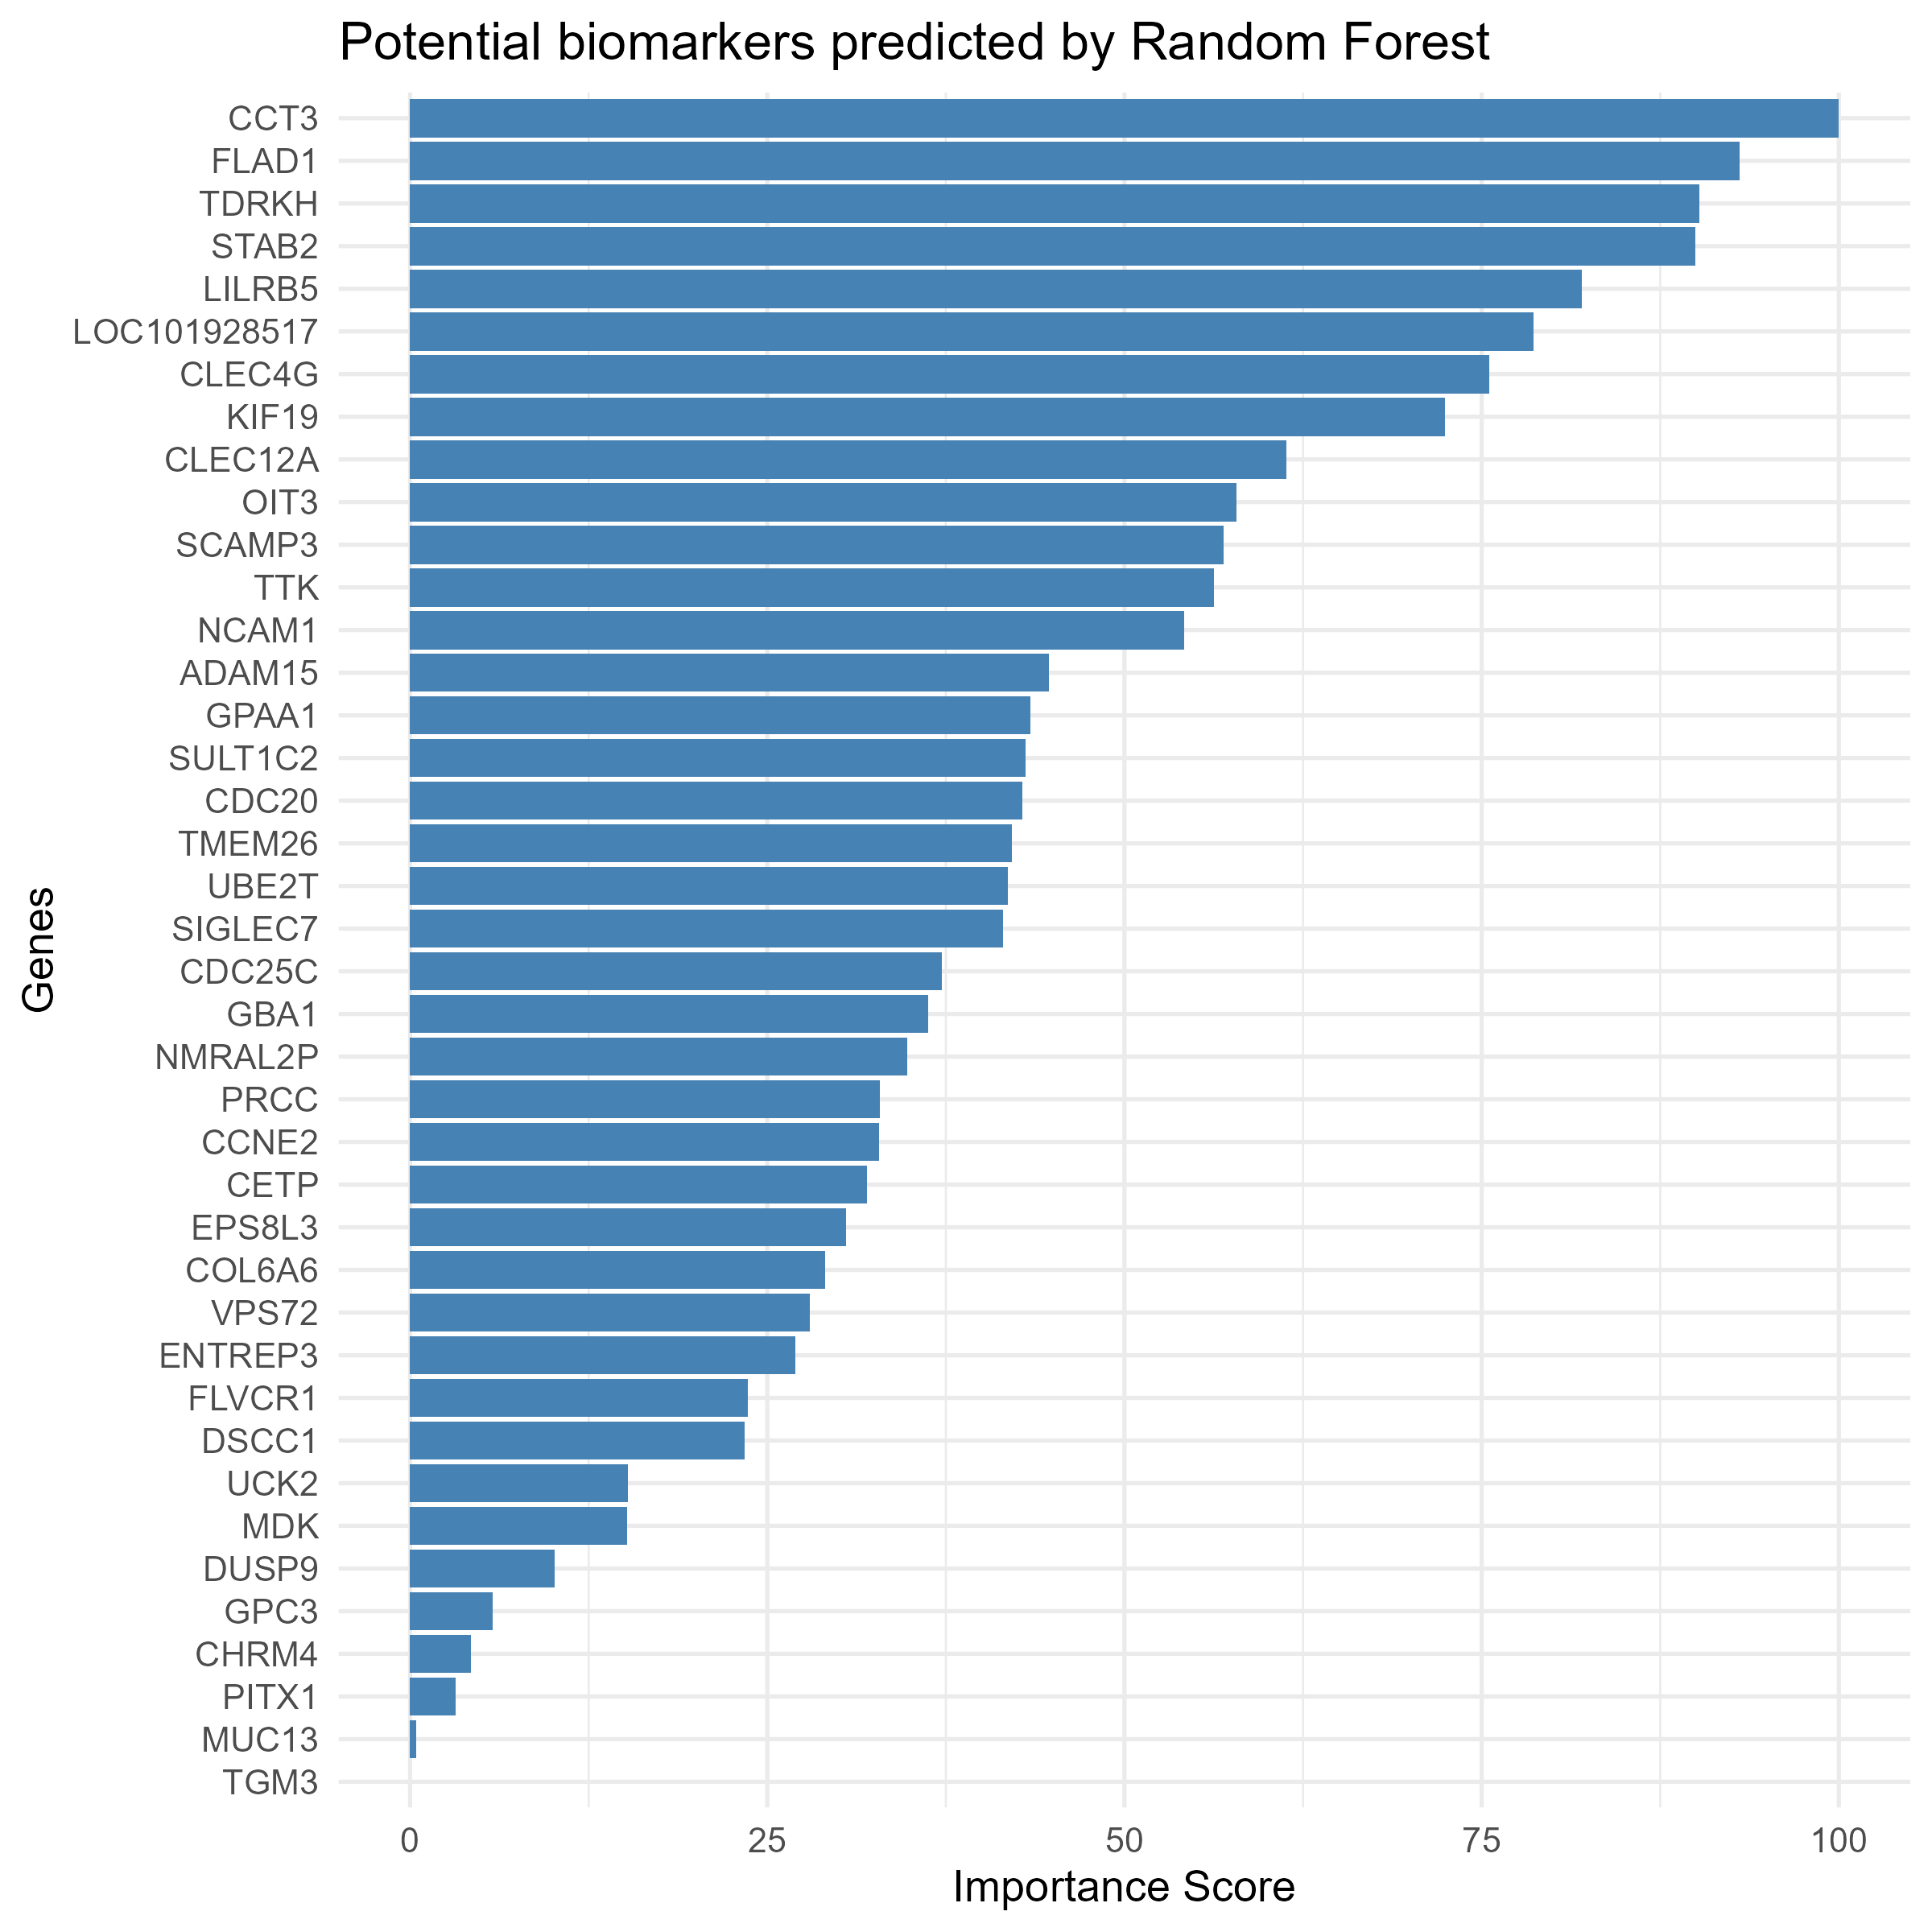 Potential biomarkers predicted by Random Forest
CCT3
FLAD1
TDRKH
STAB2
LILRB5
LOC101928517
CLEC4G
KIF19
CLEC12A
OIT3
SCAMP3
TTK
NCAM1
ADAM15
GPAA1
SULT1C2
CDC20
TMEM26
UBE2T
SIGLEC7
CDC25C
GBA1
NMRAL2P
PRCC
CCNE2
CETP
EPS8L3
COL6A6
VPS72
ENTREP3
FLVCR1
DSCC1
UCK2
MDK
DUSP9
GPC3
CHRM4
PITX1
MUC13
TGM3
Genes
0 25 50 75 100
Importance Score